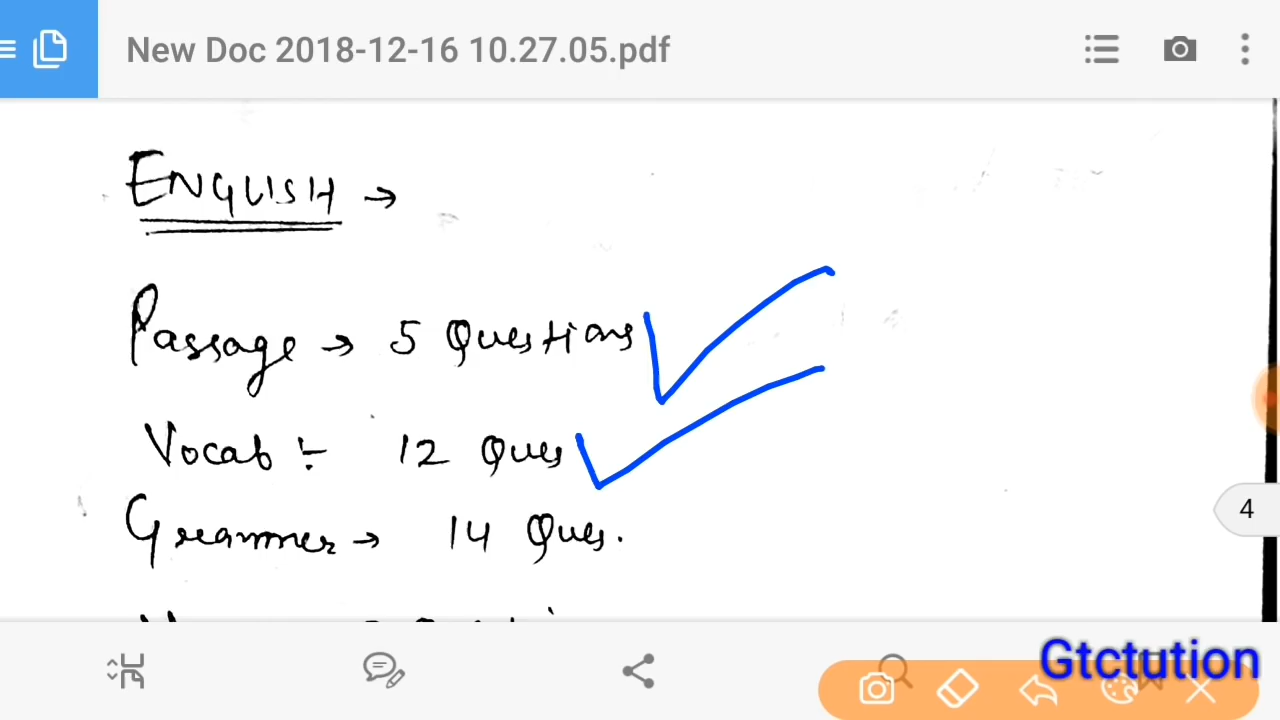 New Doc 2018-12-16 10.27.05.pdf
ENGLISH →
Passage → 5 Questions
Vocab :- 12 Ques
Grammer → 14 Ques.
4
Gtctution